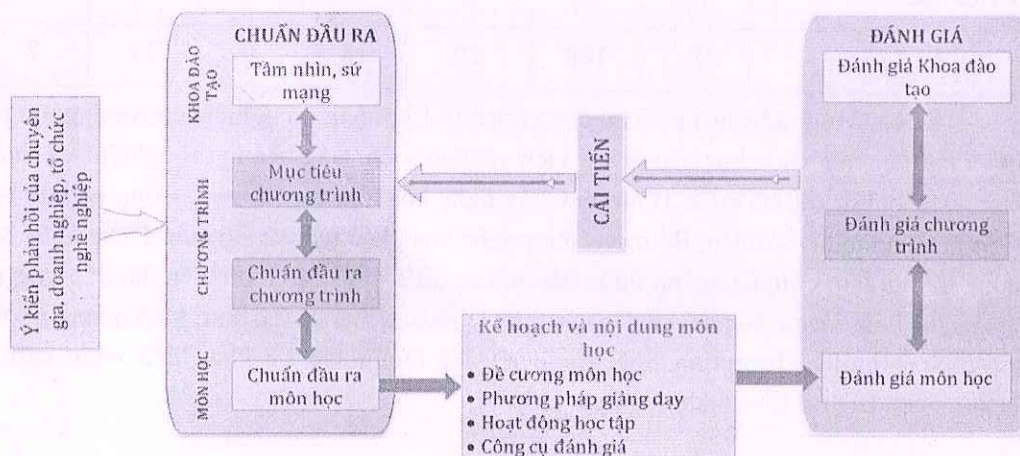 Ý kiến phản hồi của chuyên
gia, doanh nghiệp, tổ chức
nghề nghiệp
CHUẨN ĐẦU RA
KHOA ĐÀO
TẠO
Tầm nhìn, sứ
mạng
CHƯƠNG TRÌNH
Mục tiêu
chương trình
Chuẩn đầu ra
chương trình
MÔN HỌC
Chuẩn đầu ra
môn học
CẢI TIẾN
Kế hoạch và nội dung môn
học
• Đề cương môn học
• Phương pháp giảng dạy
• Hoạt động học tập
• Công cụ đánh giá
ĐÁNH GIÁ
Đánh giá Khoa đào
tạo
Đánh giá chương
trình
Đánh giá môn học